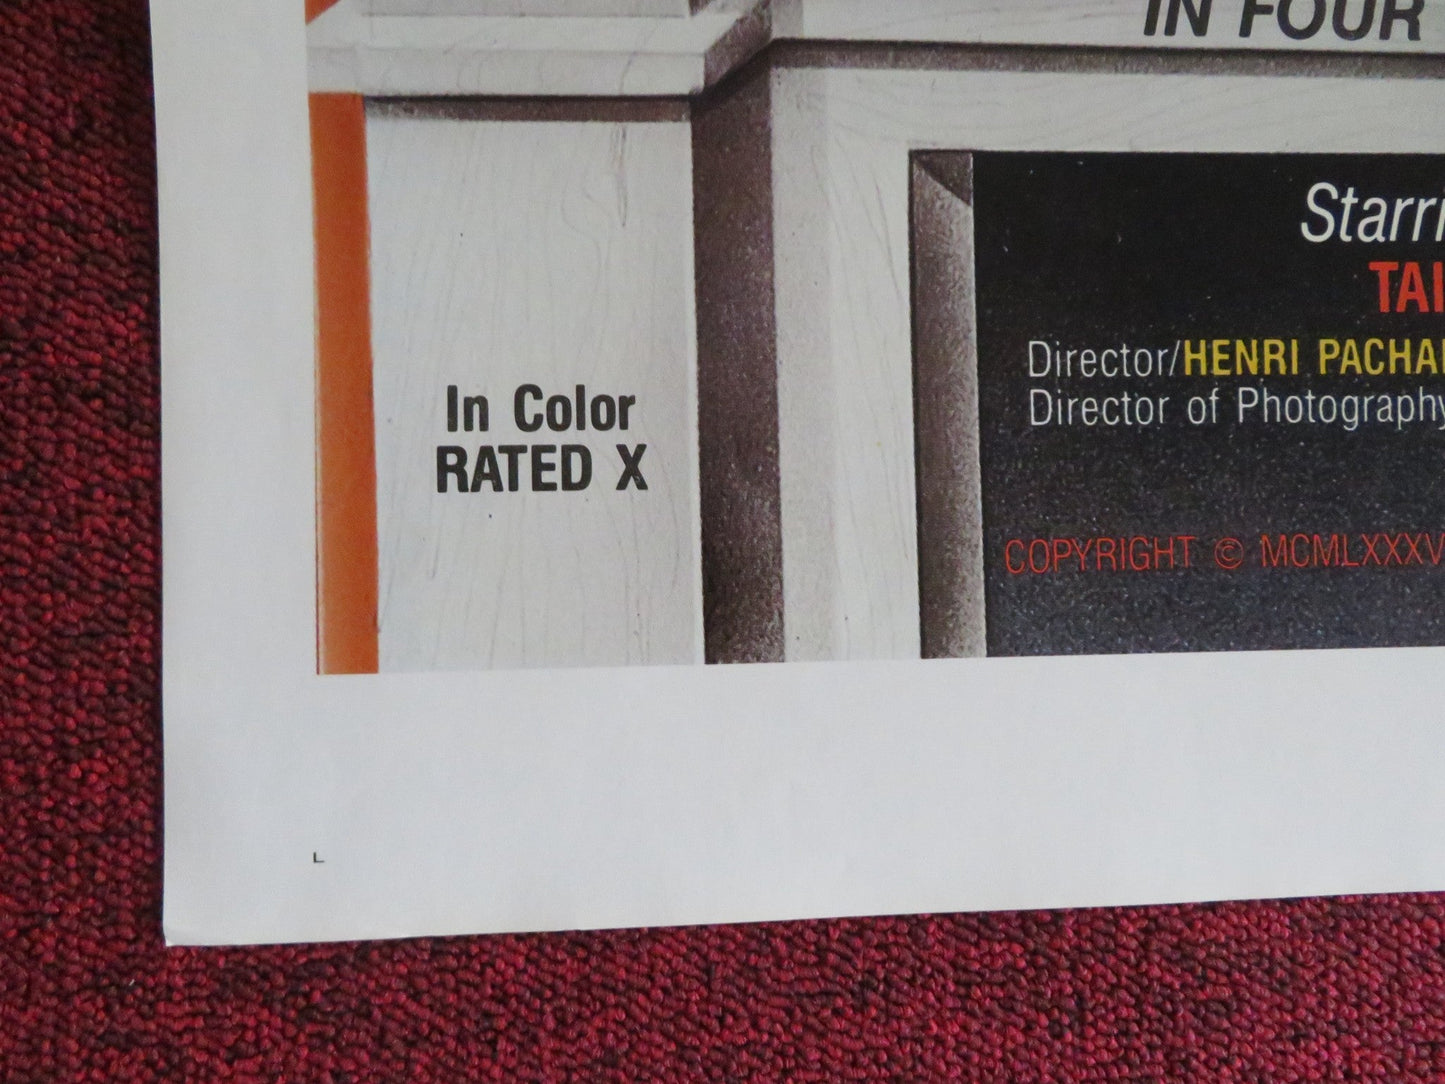 IN FOUR
Starri
TAI
Director/HENRI PACHA
Director of Photography
In Color
RATED X
COPYRIGHT © MCMLXXXV
L